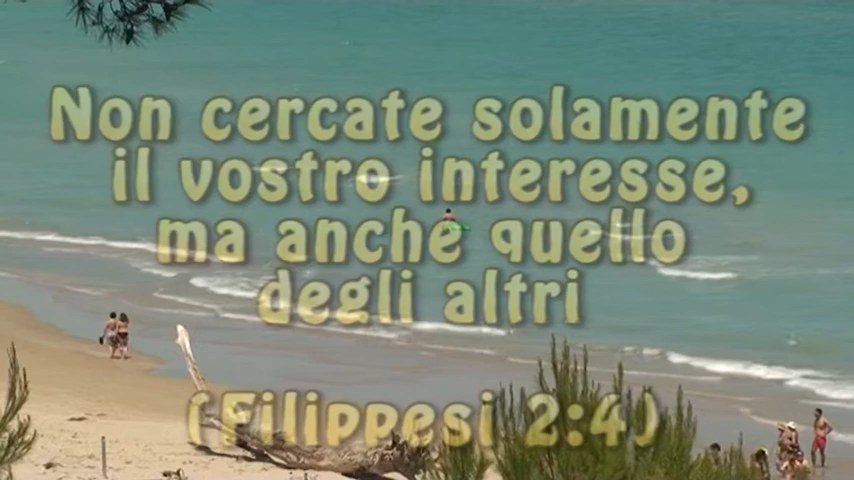 Non cercate solamente
il vostro interesse,
ma anche quello
degli altri
(Filippesi 2:4)